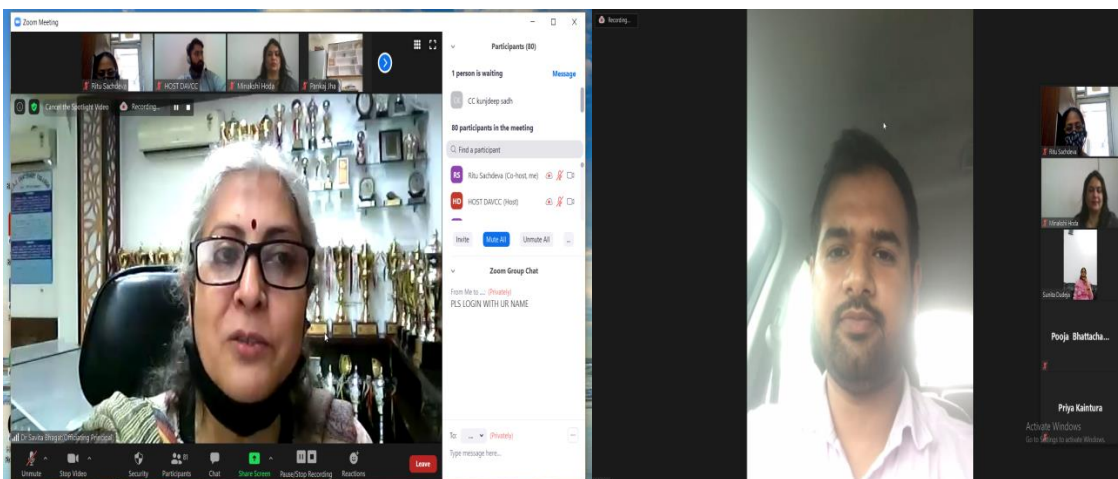 Zoom Meeting
Participants (80)
Ritu Sachdeva
HOST DAVCC
Minakshi Hoda
Pankaj Jha
1 person is waiting
Message
CC kunjdeep sadh
Cancel the Spotlight Video
Recording...
80 participants in the meeting
Find a participant
RS Ritu Sachdeva (Co-host, me)
HD HOST DAVCC (Host)
Invite
Mute All
Unmute All
...
Zoom Group Chat
From Me to ...: (Privately)
PLS LOGIN WITH UR NAME
Dr Savita Bhagat, Officiating Principal
To: ... (Privately)
Type message here...
Unmute
Stop Video
Security
Participants
81
Chat
Share Screen
Pause/Stop Recording
Reactions
Leave
Recording...
Ritu Sachdeva
Minakshi Hoda
Sunita Dudeja
Pooja Bhattacha...
Priya Kaintura
Activate Windows
Go to Settings to activate Windows.